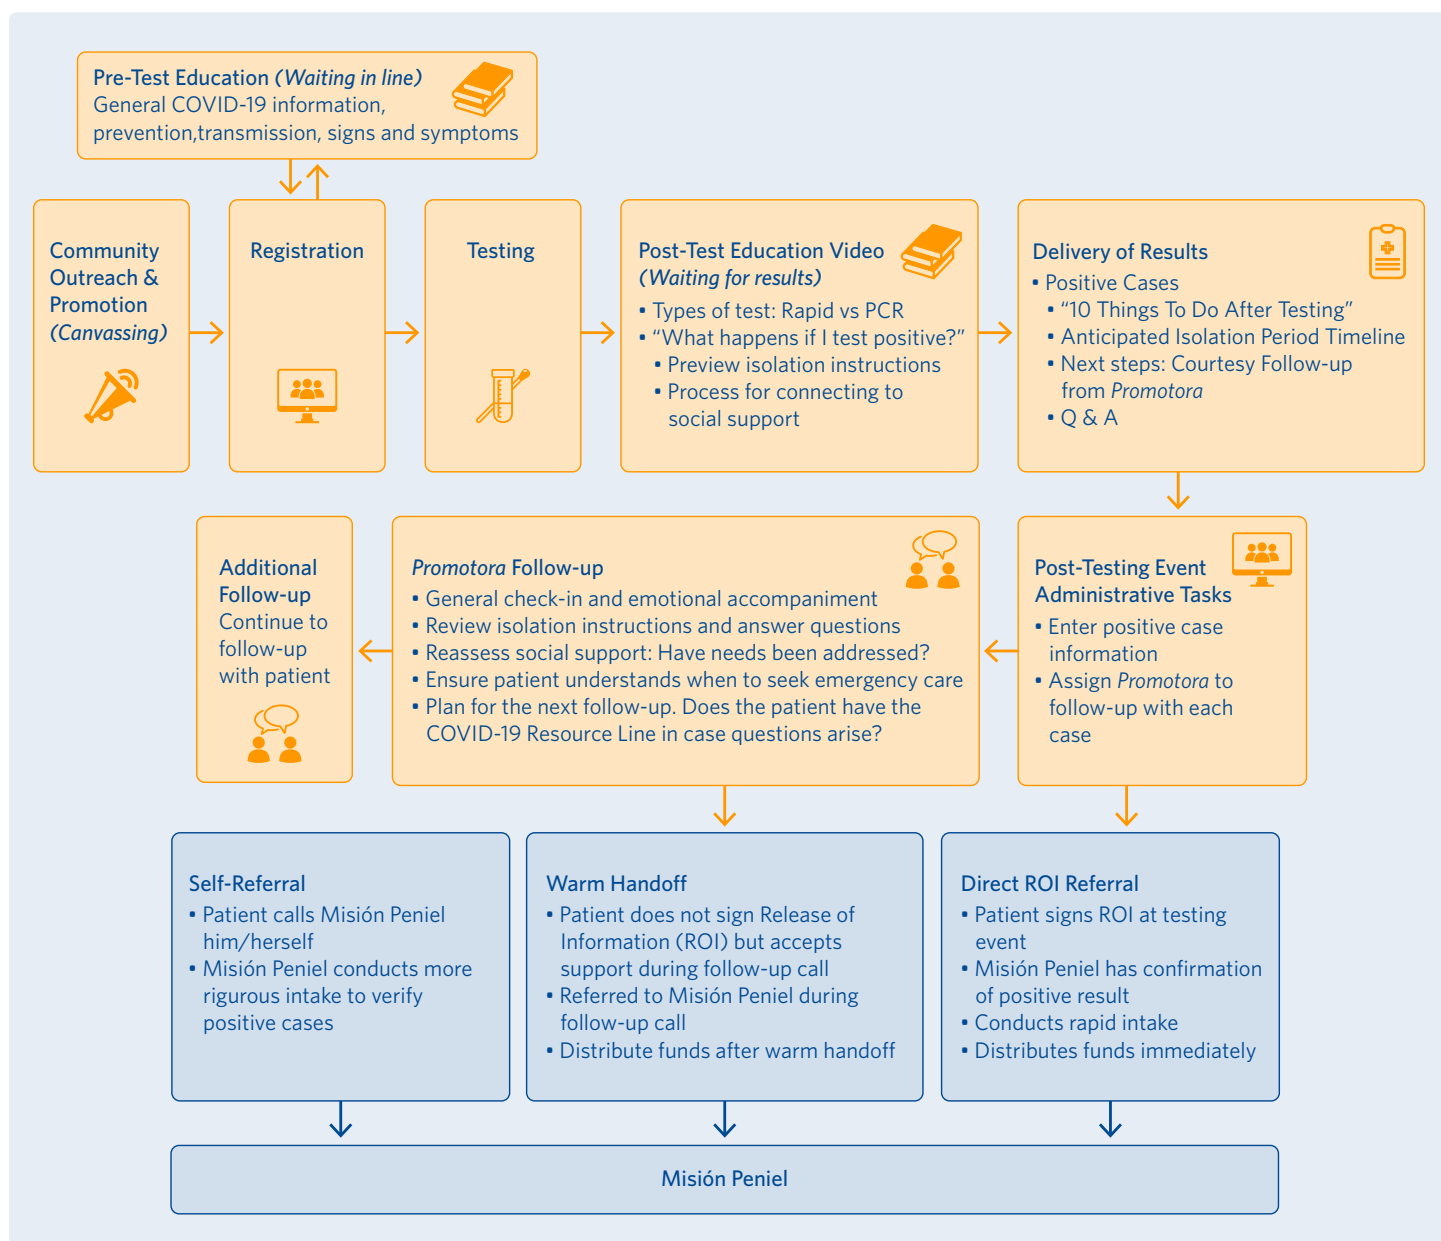 Pre-Test Education (Waiting in line)
General COVID-19 information,
prevention,transmission, signs and symptoms
Community
Outreach &
Promotion
(Canvassing)
Registration
Testing
Post-Test Education Video
(Waiting for results)
• Types of test: Rapid vs PCR
• “What happens if I test positive?”
• Preview isolation instructions
• Process for connecting to
social support
Delivery of Results
• Positive Cases
• “10 Things To Do After Testing”
• Anticipated Isolation Period Timeline
• Next steps: Courtesy Follow-up
from Promotora
• Q & A
Additional
Follow-up
Continue to
follow-up
with patient
Promotora Follow-up
• General check-in and emotional accompaniment
• Review isolation instructions and answer questions
• Reassess social support: Have needs been addressed?
• Ensure patient understands when to seek emergency care
• Plan for the next follow-up. Does the patient have the
COVID-19 Resource Line in case questions arise?
Post-Testing Event
Administrative Tasks
• Enter positive case
information
• Assign Promotora to
follow-up with each
case
Self-Referral
• Patient calls Misión Peniel
him/herself
• Misión Peniel conducts more
rigurous intake to verify
positive cases
Warm Handoff
• Patient does not sign Release of
Information (ROI) but accepts
support during follow-up call
• Referred to Misión Peniel during
follow-up call
• Distribute funds after warm handoff
Direct ROI Referral
• Patient signs ROI at testing
event
• Misión Peniel has confirmation
of positive result
• Conducts rapid intake
• Distributes funds immediately
Misión Peniel